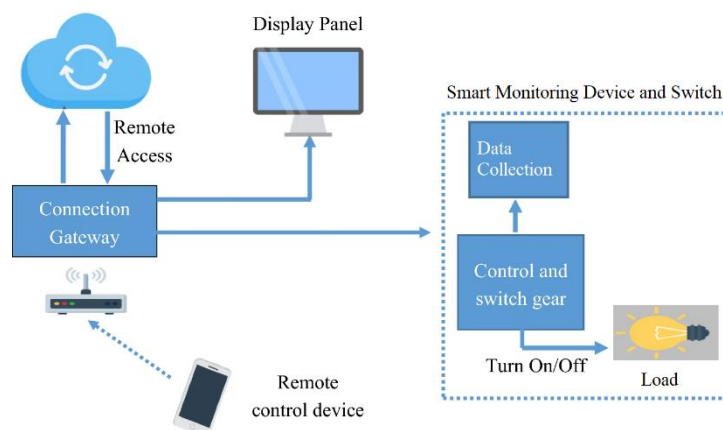 Display Panel
Smart Monitoring Device and Switch
Remote
Access
Data
Collection
Connection
Gateway
Control and
switch gear
Turn On/Off
Load
Remote
control device